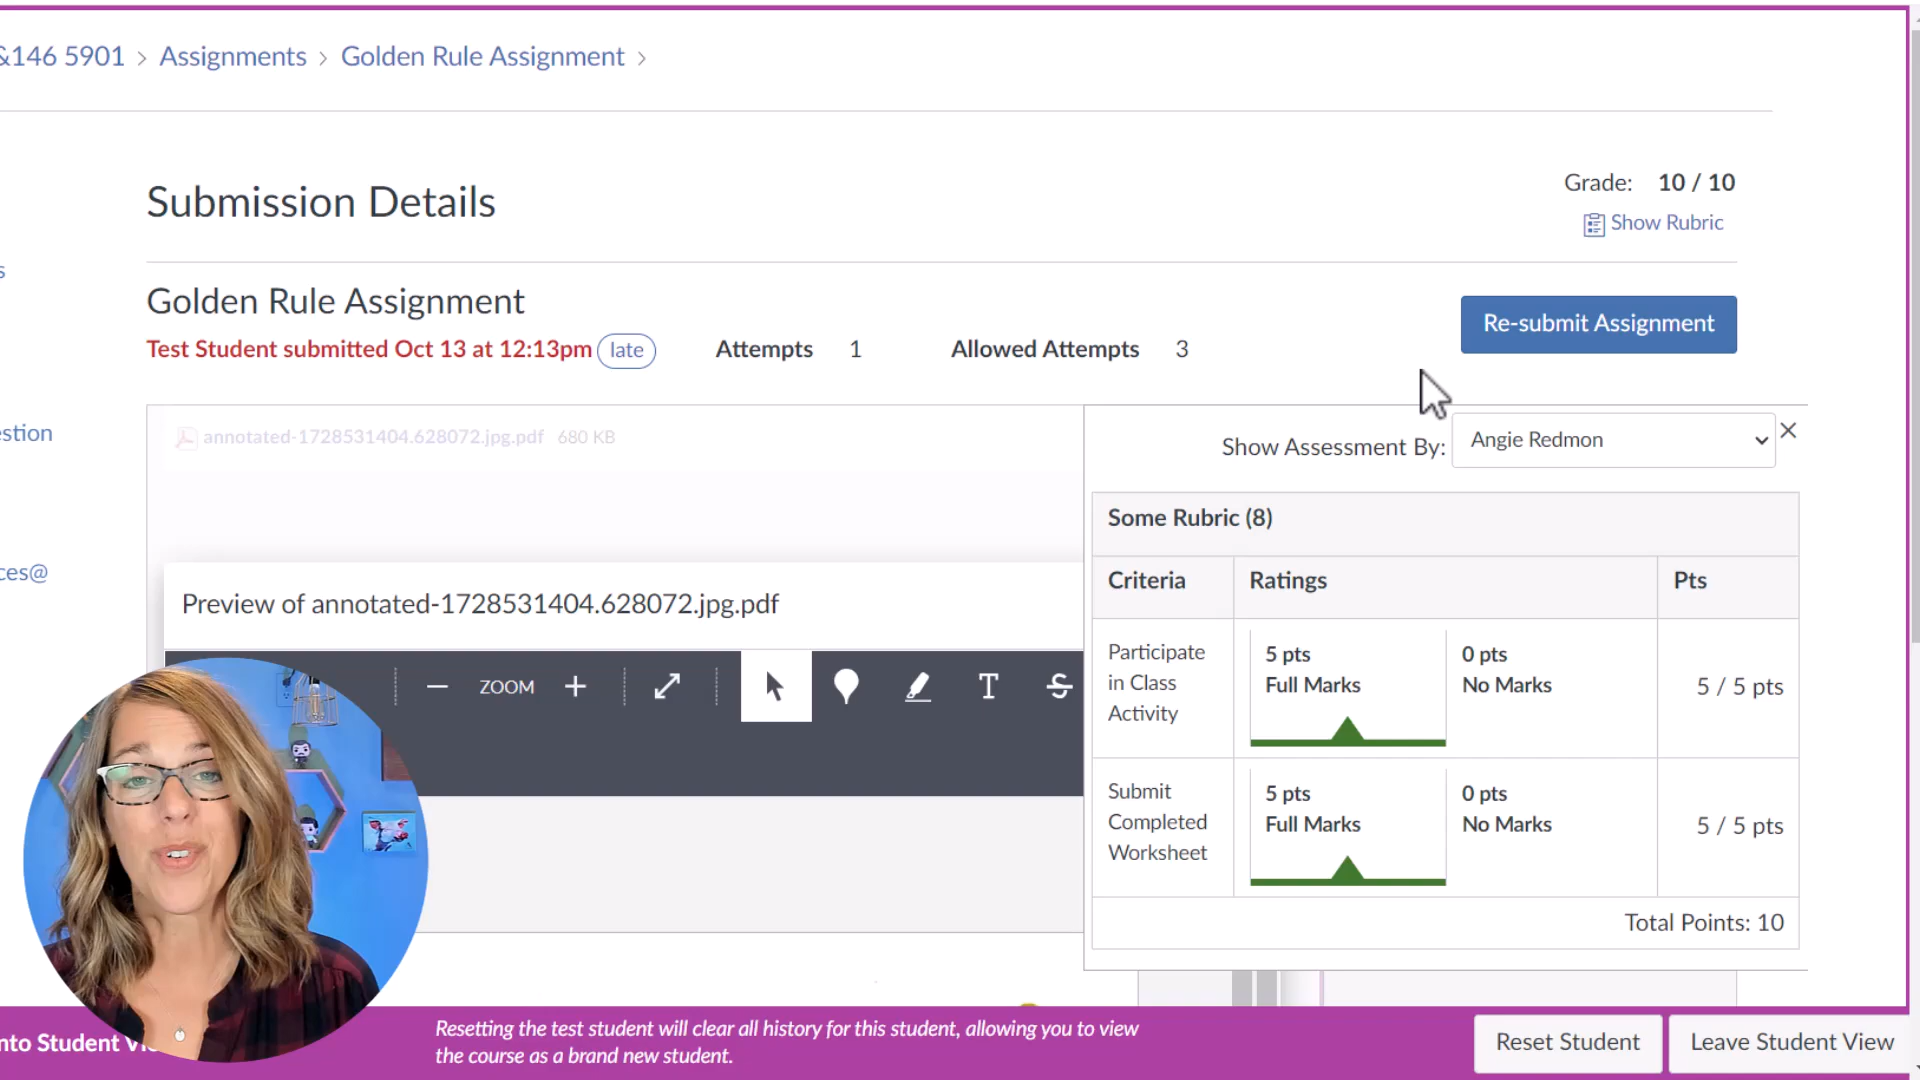 &146 5901 > Assignments > Golden Rule Assignment >
Submission Details
Grade: 10 / 10
Show Rubric
Golden Rule Assignment
Re-submit Assignment
Test Student submitted Oct 13 at 12:13pm late Attempts 1 Allowed Attempts 3
s
stion
ces@
annotated-1728531404.628072.jpg.pdf 680 KB
Show Assessment By: Angie Redmon
Preview of annotated-1728531404.628072.jpg.pdf
ZOOM
T
S
Some Rubric (8)
Criteria Ratings Pts
Participate
in Class
Activity
5 pts
Full Marks
0 pts
No Marks
5 / 5 pts
Submit
Completed
Worksheet
5 pts
Full Marks
0 pts
No Marks
5 / 5 pts
Total Points: 10
nto Student Vi
Resetting the test student will clear all history for this student, allowing you to view
the course as a brand new student.
Reset Student
Leave Student View